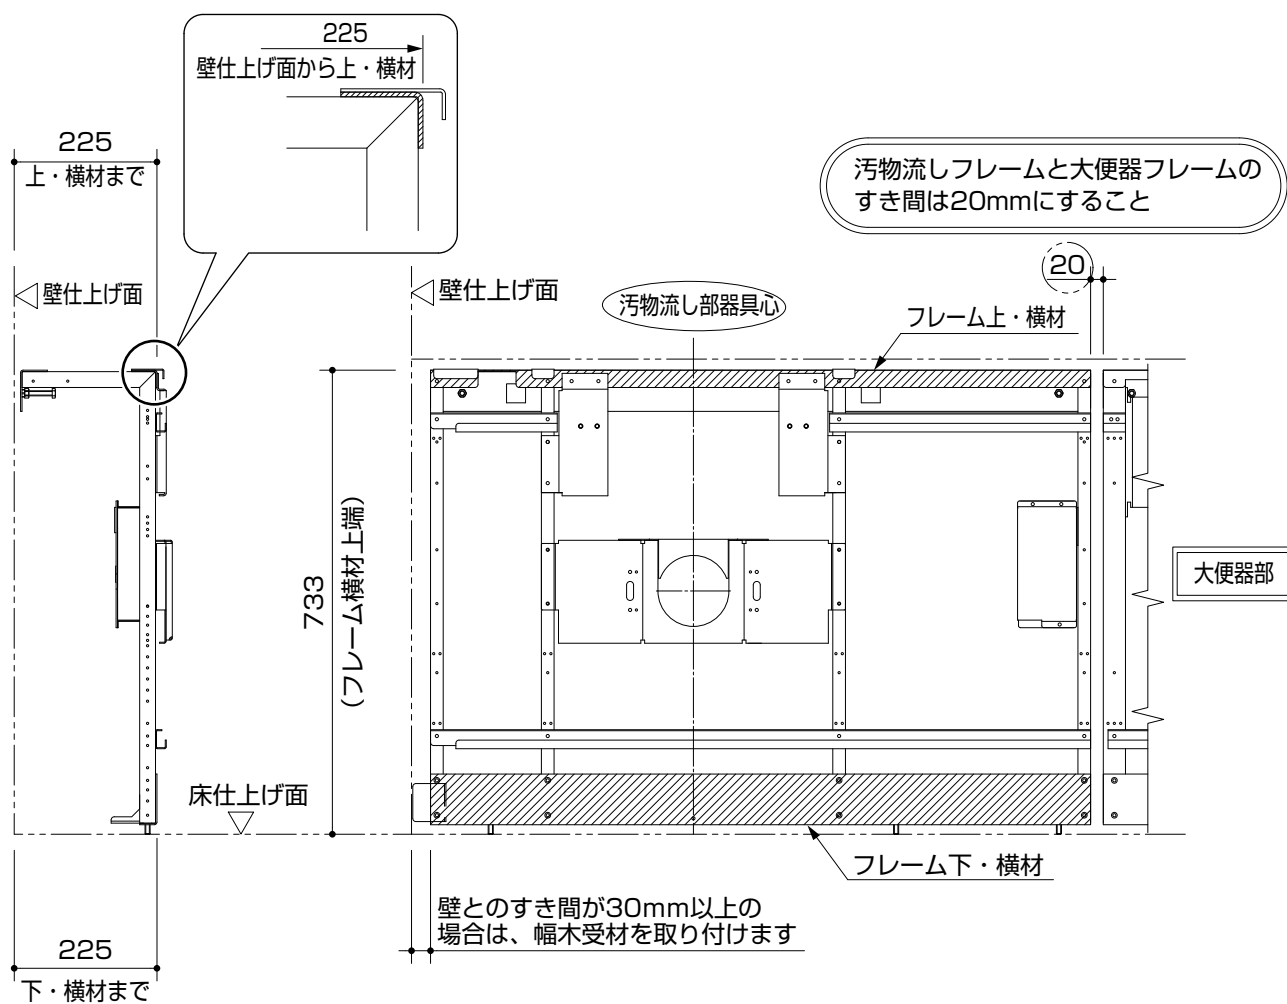 225
壁仕上げ面から上・横材
225
上・横材まで
汚物流しフレームと大便器フレームの
すき間は20mmにすること
20
壁仕上げ面
壁仕上げ面
汚物流し部器具心
フレーム上・横材
733
（フレーム横材上端）
大便器部
床仕上げ面
フレーム下・横材
壁とのすき間が30mm以上の
場合は、幅木受材を取り付けます
225
下・横材まで